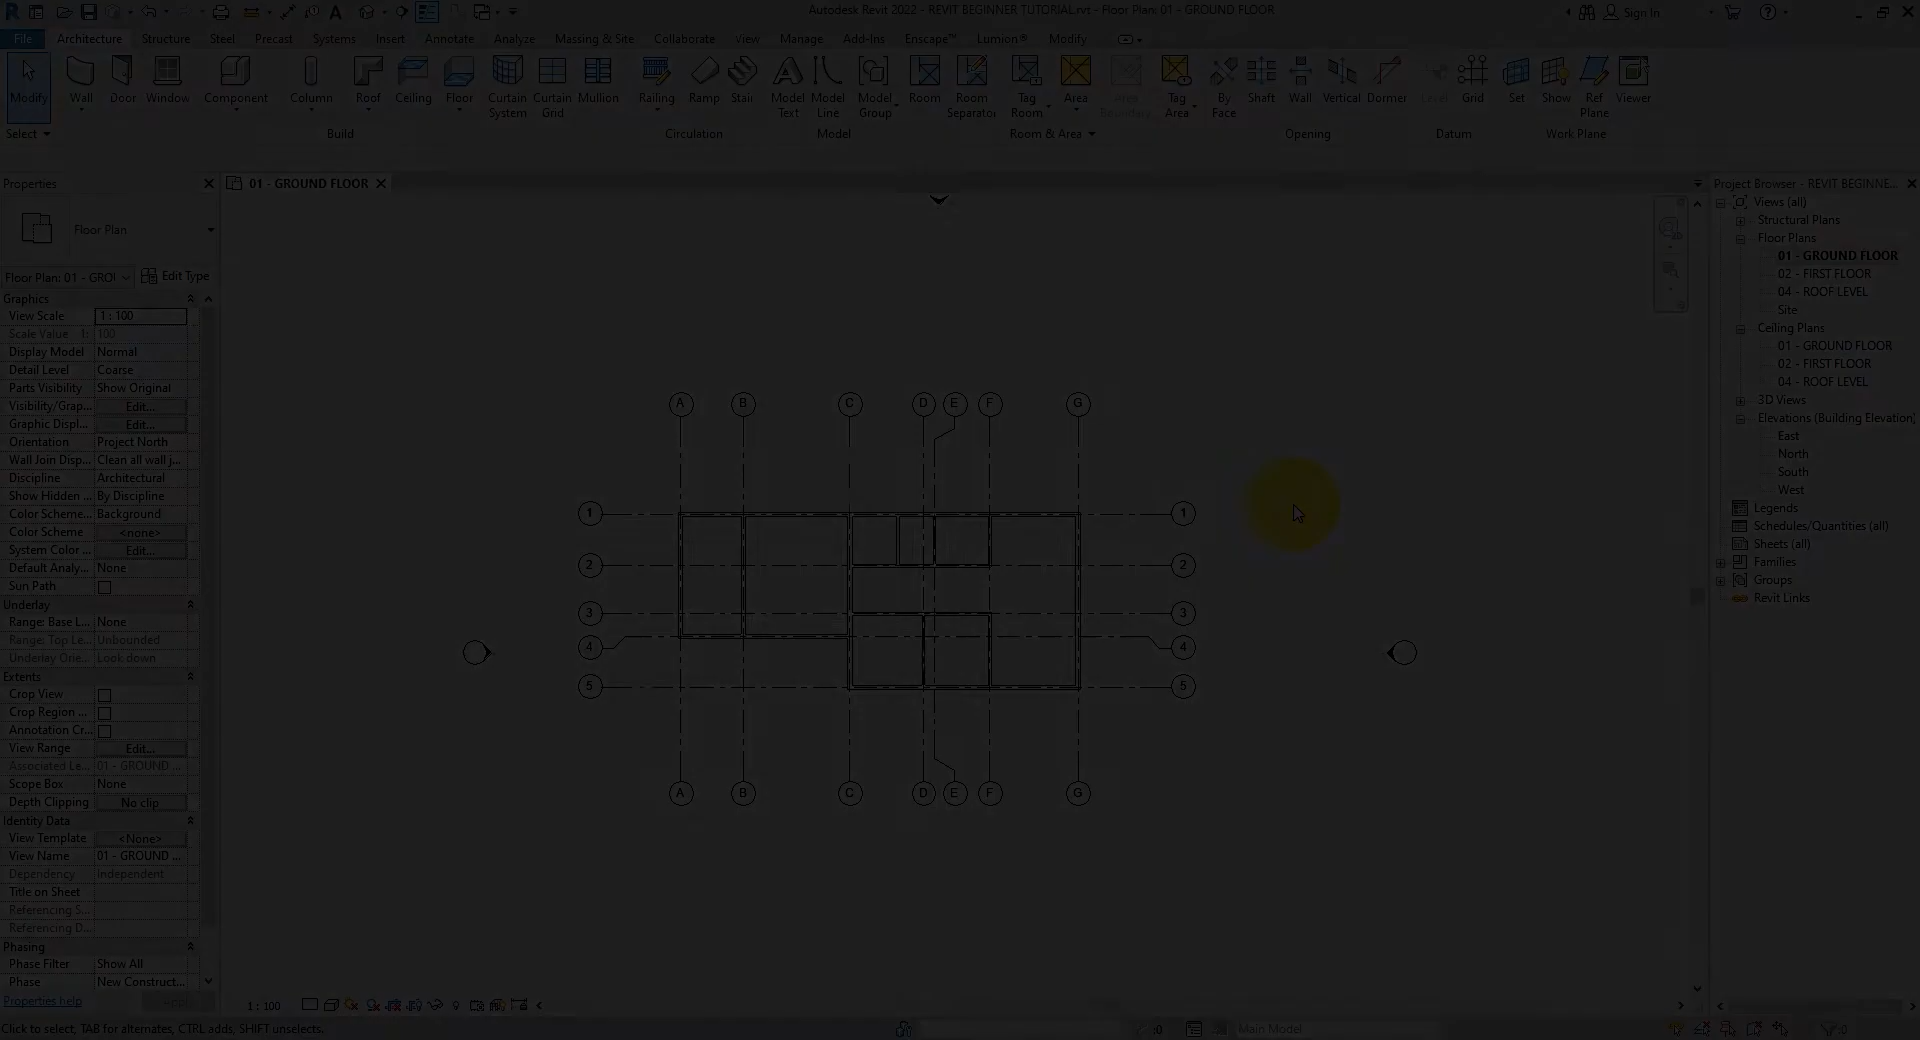 Autodesk Revit 2022 - REVIT BEGINNER TUTORIAL.rvt - Floor Plan: 01 - GROUND FLOOR
Sign In
File Architecture Structure Steel Precast Systems Insert Annotate Analyze Massing & Site Collaborate View Manage Add-Ins Enscape™ Lumion® Modify
Modify Wall Door Window Component Column Roof Ceiling Floor Curtain System Curtain Grid Mullion Railing Ramp Stair Model Text Model Line Model Group Room Room Separator Tag Room Area Area Boundary Tag Area By Face Shaft Wall Vertical Dormer Level Grid Set Show Ref Plane Viewer
Select Build Circulation Model Room & Area Opening Datum Work Plane
Properties
01 - GROUND FLOOR
Project Browser - REVIT BEGINNE...
Floor Plan
Floor Plan: 01 - GRO
Edit Type
Graphics
View Scale 1 : 100
Scale Value 1: 100
Display Model Normal
Detail Level Coarse
Parts Visibility Show Original
Visibility/Grap... Edit...
Graphic Displ... Edit...
Orientation Project North
Wall Join Disp... Clean all wall j...
Discipline Architectural
Show Hidden ... By Discipline
Color Scheme... Background
Color Scheme <none>
System Color ... Edit...
Default Analy... None
Sun Path
Underlay
Range: Base L... None
Range: Top Le... Unbounded
Underlay Orie... Look down
Extents
Crop View
Crop Region ...
Annotation Cr...
View Range Edit...
Associated Le... 01 - GROUND ...
Scope Box None
Depth Clipping No clip
Identity Data
View Template <None>
View Name 01 - GROUND ...
Dependency Independent
Title on Sheet
Referencing S...
Referencing D...
Phasing
Phase Filter Show All
Phase New Construct...
Properties help
Apply
A B C D E F G
1 1
2 2
3 3
4 4
5 5
A B C D E F G
Views (all)
Structural Plans
Floor Plans
01 - GROUND FLOOR
02 - FIRST FLOOR
04 - ROOF LEVEL
Site
Ceiling Plans
01 - GROUND FLOOR
02 - FIRST FLOOR
04 - ROOF LEVEL
3D Views
Elevations (Building Elevation)
East
North
South
West
Legends
Schedules/Quantities (all)
Sheets (all)
Families
Groups
Revit Links
1 : 100
Click to select, TAB for alternates, CTRL adds, SHIFT unselects.
:0
Main Model
:0